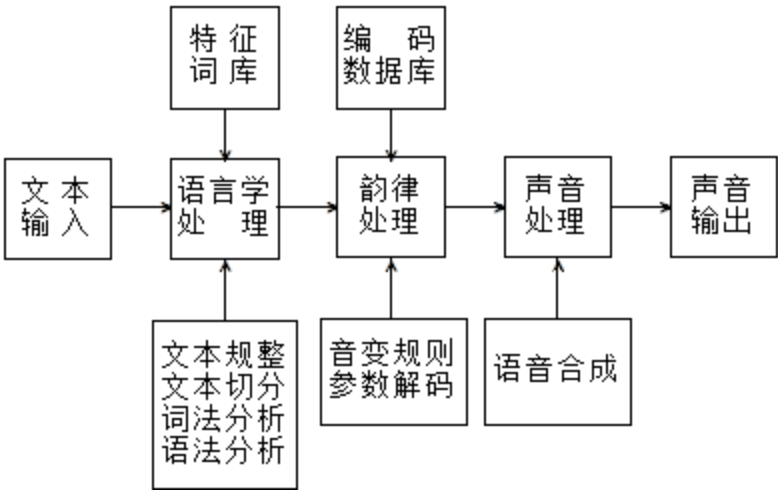 特征
词库
编码
数据库
文本
输入
语言学
处理
韵律
处理
声音
处理
声音
输出
文本规整
文本切分
词法分析
语法分析
音变规则
参数解码
语音合成